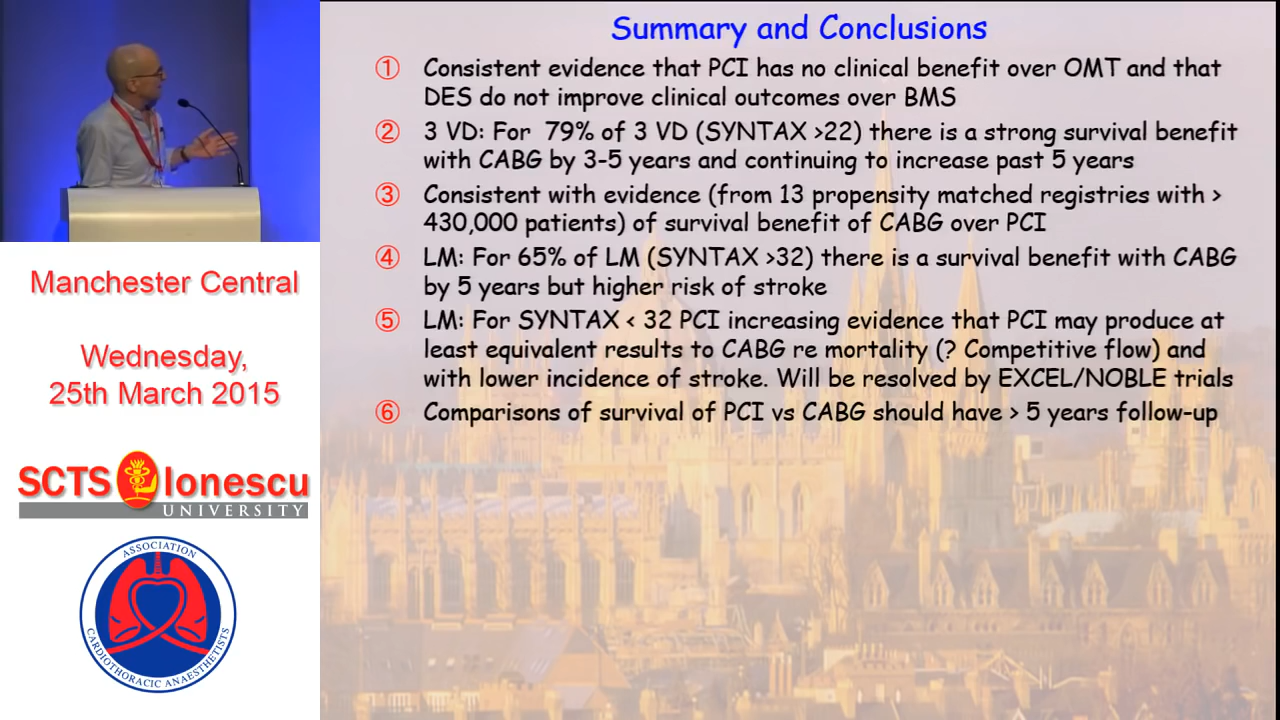 Summary and Conclusions
① Consistent evidence that PCI has no clinical benefit over OMT and that
DES do not improve clinical outcomes over BMS
② 3 VD: For 79% of 3 VD (SYNTAX >22) there is a strong survival benefit
with CABG by 3-5 years and continuing to increase past 5 years
③ Consistent with evidence (from 13 propensity matched registries with >
430,000 patients) of survival benefit of CABG over PCI
④ LM: For 65% of LM (SYNTAX >32) there is a survival benefit with CABG
by 5 years but higher risk of stroke
⑤ LM: For SYNTAX < 32 PCI increasing evidence that PCI may produce at
least equivalent results to CABG re mortality (? Competitive flow) and
with lower incidence of stroke. Will be resolved by EXCEL/NOBLE trials
⑥ Comparisons of survival of PCI vs CABG should have > 5 years follow-up
Manchester Central
Wednesday,
25th March 2015
SCTS Ionescu
UNIVERSITY
ASSOCIATION
CARDIOTHORACIC ANAESTHETISTS